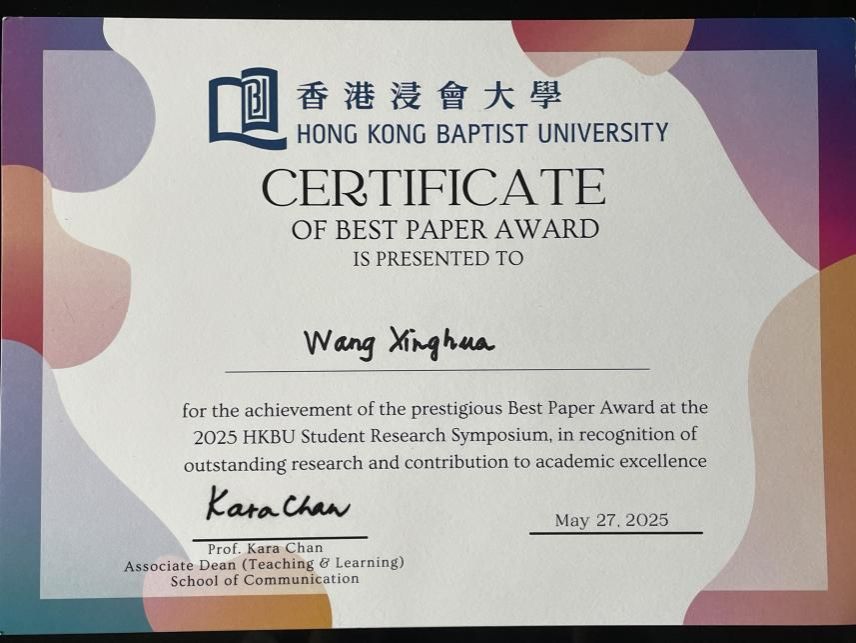 香港浸會大學
HONG KONG BAPTIST UNIVERSITY
CERTIFICATE
OF BEST PAPER AWARD
IS PRESENTED TO
Wang Xinghua
for the achievement of the prestigious Best Paper Award at the
2025 HKBU Student Research Symposium, in recognition of
outstanding research and contribution to academic excellence
Kara Chan
May 27, 2025
Prof. Kara Chan
Associate Dean (Teaching & Learning)
School of Communication